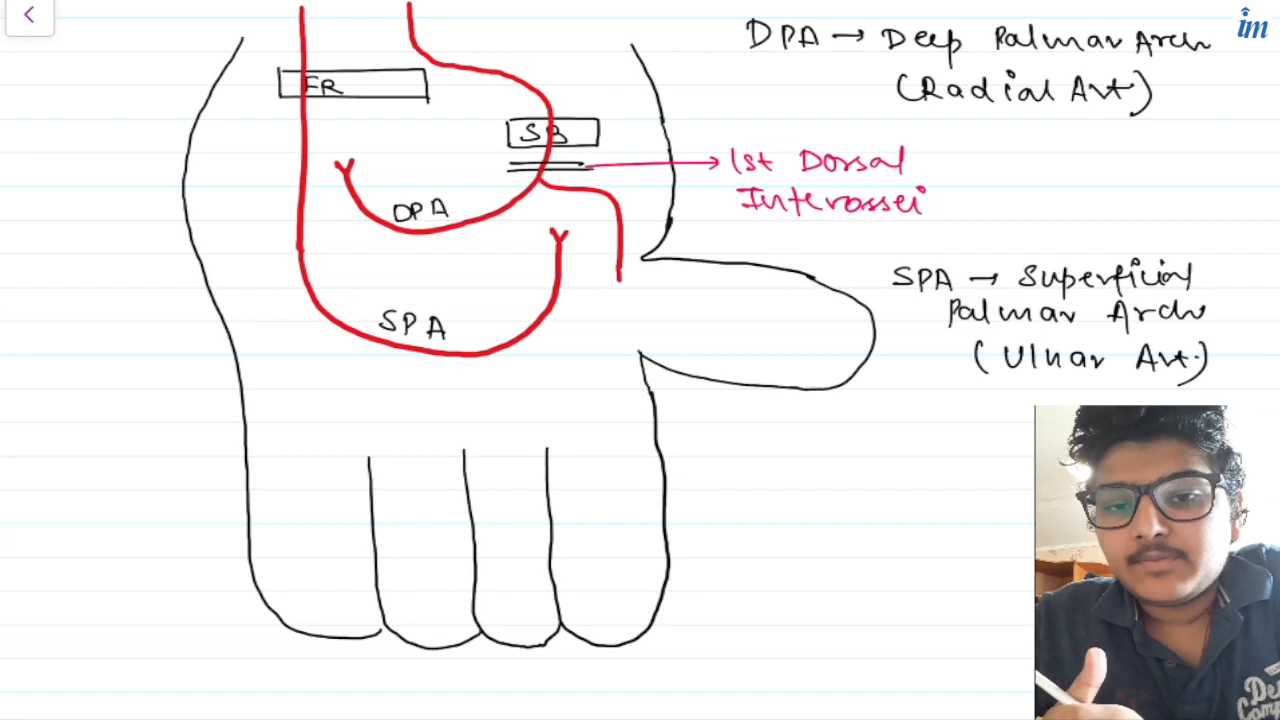 im
DPA → Deep Palmar Arch
(Radial Art)
FR
SB
1st Dorsal
Interossei
DPA
SPA → Superficial
Palmar Arch
(Ulnar Art.)
SPA